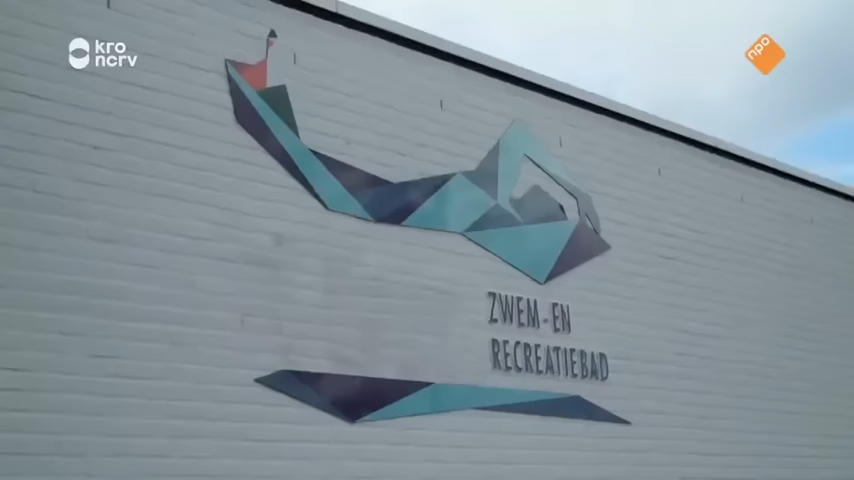 kro
ncrv
npo
ZWEM-EN
RECREATIEBAD